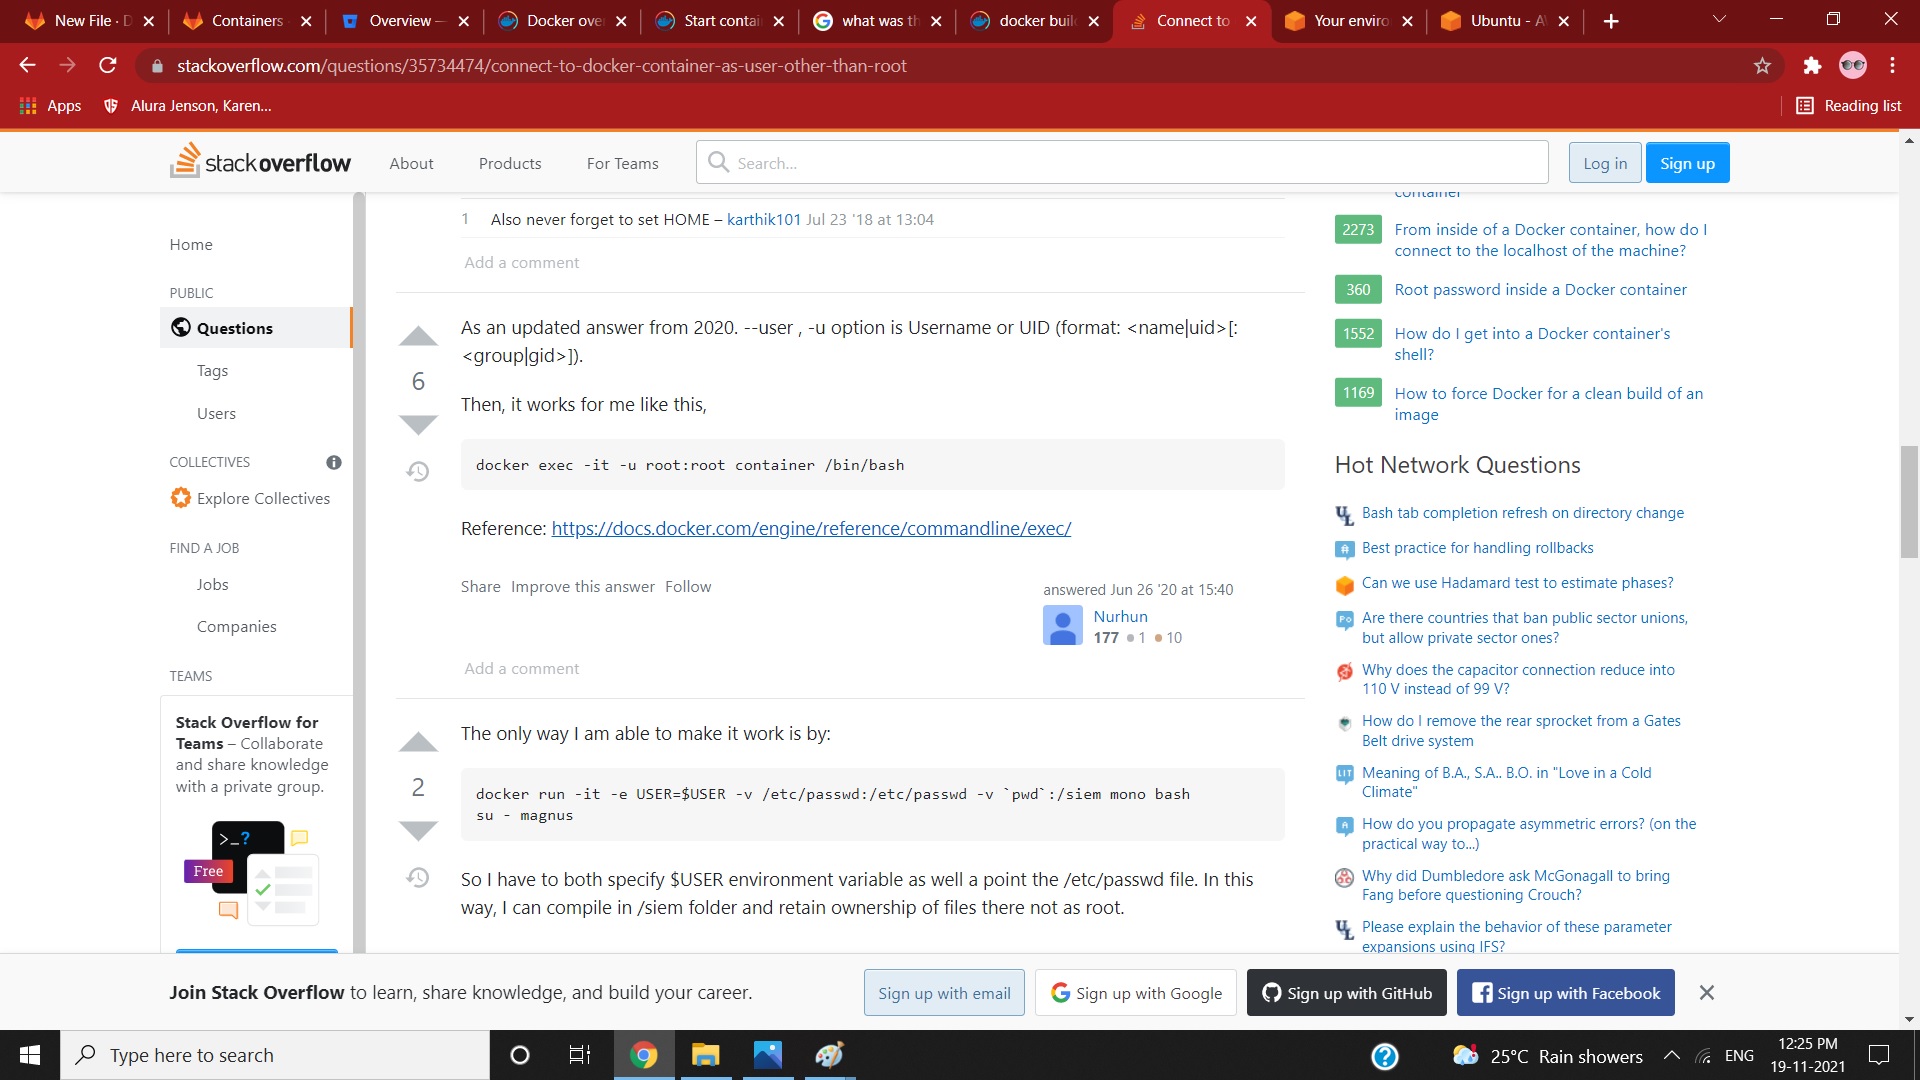 New File · D
Containers
Overview —
Docker over
Start contai
what was th
docker buil
Connect to
Your enviro
Ubuntu - A
stackoverflow.com/questions/35734474/connect-to-docker-container-as-user-other-than-root
Apps
Alura Jenson, Karen...
Reading list
stackoverflow
About
Products
For Teams
Search...
Log in
Sign up
Home
PUBLIC
Questions
Tags
Users
COLLECTIVES
Explore Collectives
FIND A JOB
Jobs
Companies
TEAMS
Stack Overflow for
Teams – Collaborate
and share knowledge
with a private group.
>_?
Free
1 Also never forget to set HOME – karthik101 Jul 23 '18 at 13:04
Add a comment
6
As an updated answer from 2020. --user , -u option is Username or UID (format: <name|uid>[:
<group|gid>]).
Then, it works for me like this,
docker exec -it -u root:root container /bin/bash
Reference: https://docs.docker.com/engine/reference/commandline/exec/
Share Improve this answer Follow
answered Jun 26 '20 at 15:40
Nurhun
177 1 10
Add a comment
2
The only way I am able to make it work is by:
docker run -it -e USER=$USER -v /etc/passwd:/etc/passwd -v `pwd`:/siem mono bash
su - magnus
So I have to both specify $USER environment variable as well a point the /etc/passwd file. In this
way, I can compile in /siem folder and retain ownership of files there not as root.
container
2273 From inside of a Docker container, how do I
connect to the localhost of the machine?
360 Root password inside a Docker container
1552 How do I get into a Docker container's
shell?
1169 How to force Docker for a clean build of an
image
Hot Network Questions
Bash tab completion refresh on directory change
Best practice for handling rollbacks
Can we use Hadamard test to estimate phases?
Are there countries that ban public sector unions,
but allow private sector ones?
Why does the capacitor connection reduce into
110 V instead of 99 V?
How do I remove the rear sprocket from a Gates
Belt drive system
Meaning of B.A., S.A.. B.O. in "Love in a Cold
Climate"
How do you propagate asymmetric errors? (on the
practical way to...)
Why did Dumbledore ask McGonagall to bring
Fang before questioning Crouch?
Please explain the behavior of these parameter
expansions using IFS?
Join Stack Overflow to learn, share knowledge, and build your career.
Sign up with email
Sign up with Google
Sign up with GitHub
Sign up with Facebook
Type here to search
25°C Rain showers
ENG
12:25 PM
19-11-2021